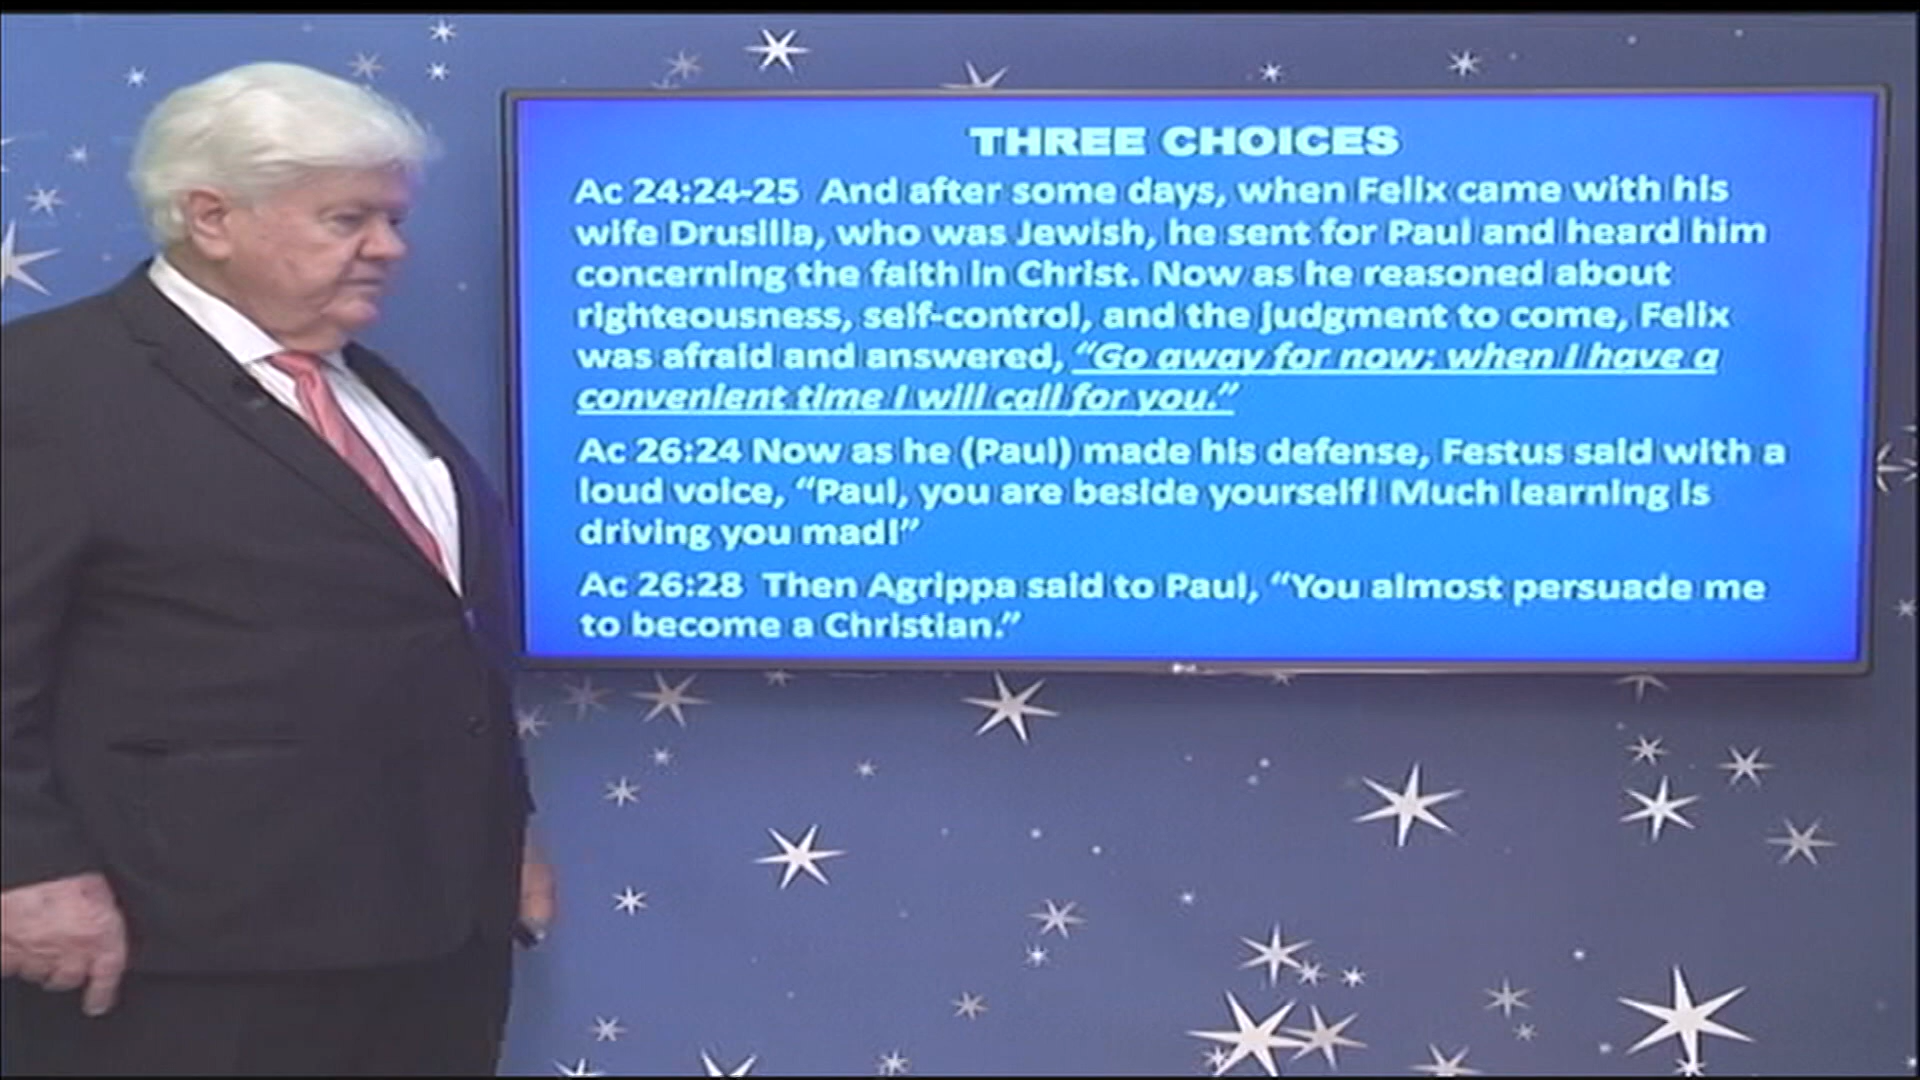 THREE CHOICES
Ac 24:24-25 And after some days, when Felix came with his
wife Drusilla, who was Jewish, he sent for Paul and heard him
concerning the faith in Christ. Now as he reasoned about
righteousness, self-control, and the judgment to come, Felix
was afraid and answered, “Go away for now; when I have a
convenient time I will call for you.”
Ac 26:24 Now as he (Paul) made his defense, Festus said with a
loud voice, “Paul, you are beside yourself! Much learning is
driving you mad!”
Ac 26:28 Then Agrippa said to Paul, “You almost persuade me
to become a Christian.”